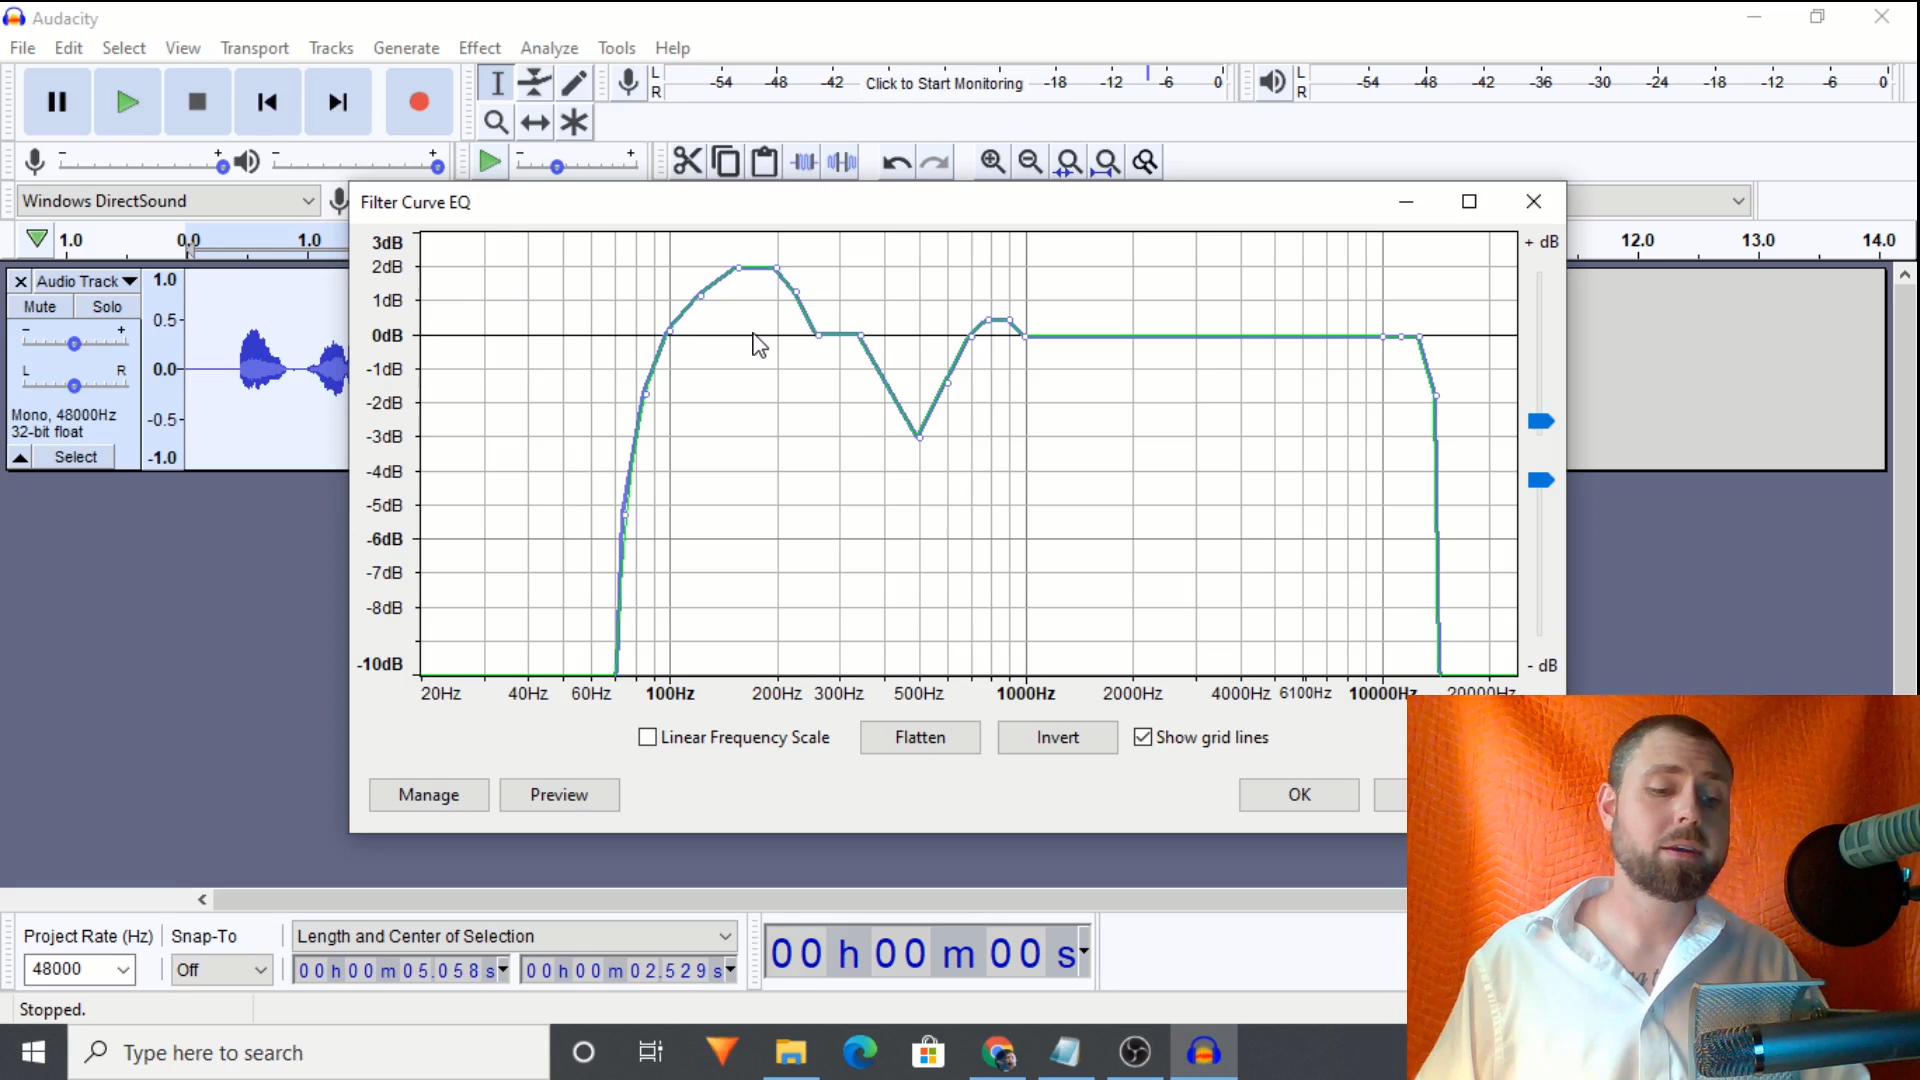 Audacity
File Edit Select View Transport Tracks Generate Effect Analyze Tools Help
L -54 -48 -42 Click to Start Monitoring -18 -12 -6 0 L -54 -48 -42 -36 -30 -24 -18 -12 -6 0
R R
- + - + - +
Windows DirectSound
Filter Curve EQ
1.0 0.0 1.0 12.0 13.0 14.0
Audio Track 1.0
Mute Solo
- + 0.5
L R 0.0
Mono, 48000Hz -0.5
32-bit float
Select -1.0
3dB + dB
2dB
1dB
0dB
-1dB
-2dB
-3dB
-4dB
-5dB
-6dB
-7dB
-8dB
-10dB - dB
20Hz 40Hz 60Hz 100Hz 200Hz 300Hz 500Hz 1000Hz 2000Hz 4000Hz 6100Hz 10000Hz 20000Hz
Linear Frequency Scale Flatten Invert Show grid lines
Manage Preview OK
Project Rate (Hz) Snap-To Length and Center of Selection
48000 Off 00 h 00 m 05.058 s 00 h 00 m 02.529 s 00 h 00 m 00 s
Stopped.
Type here to search